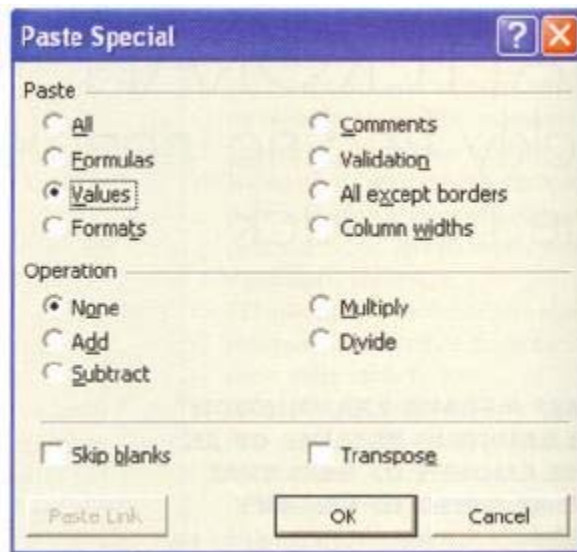 Paste Special
Paste
All
Comments
Formulas
Validation
Values
All except borders
Formats
Column widths
Operation
None
Multiply
Add
Divide
Subtract
Skip blanks
Transpose
Paste Link
OK
Cancel